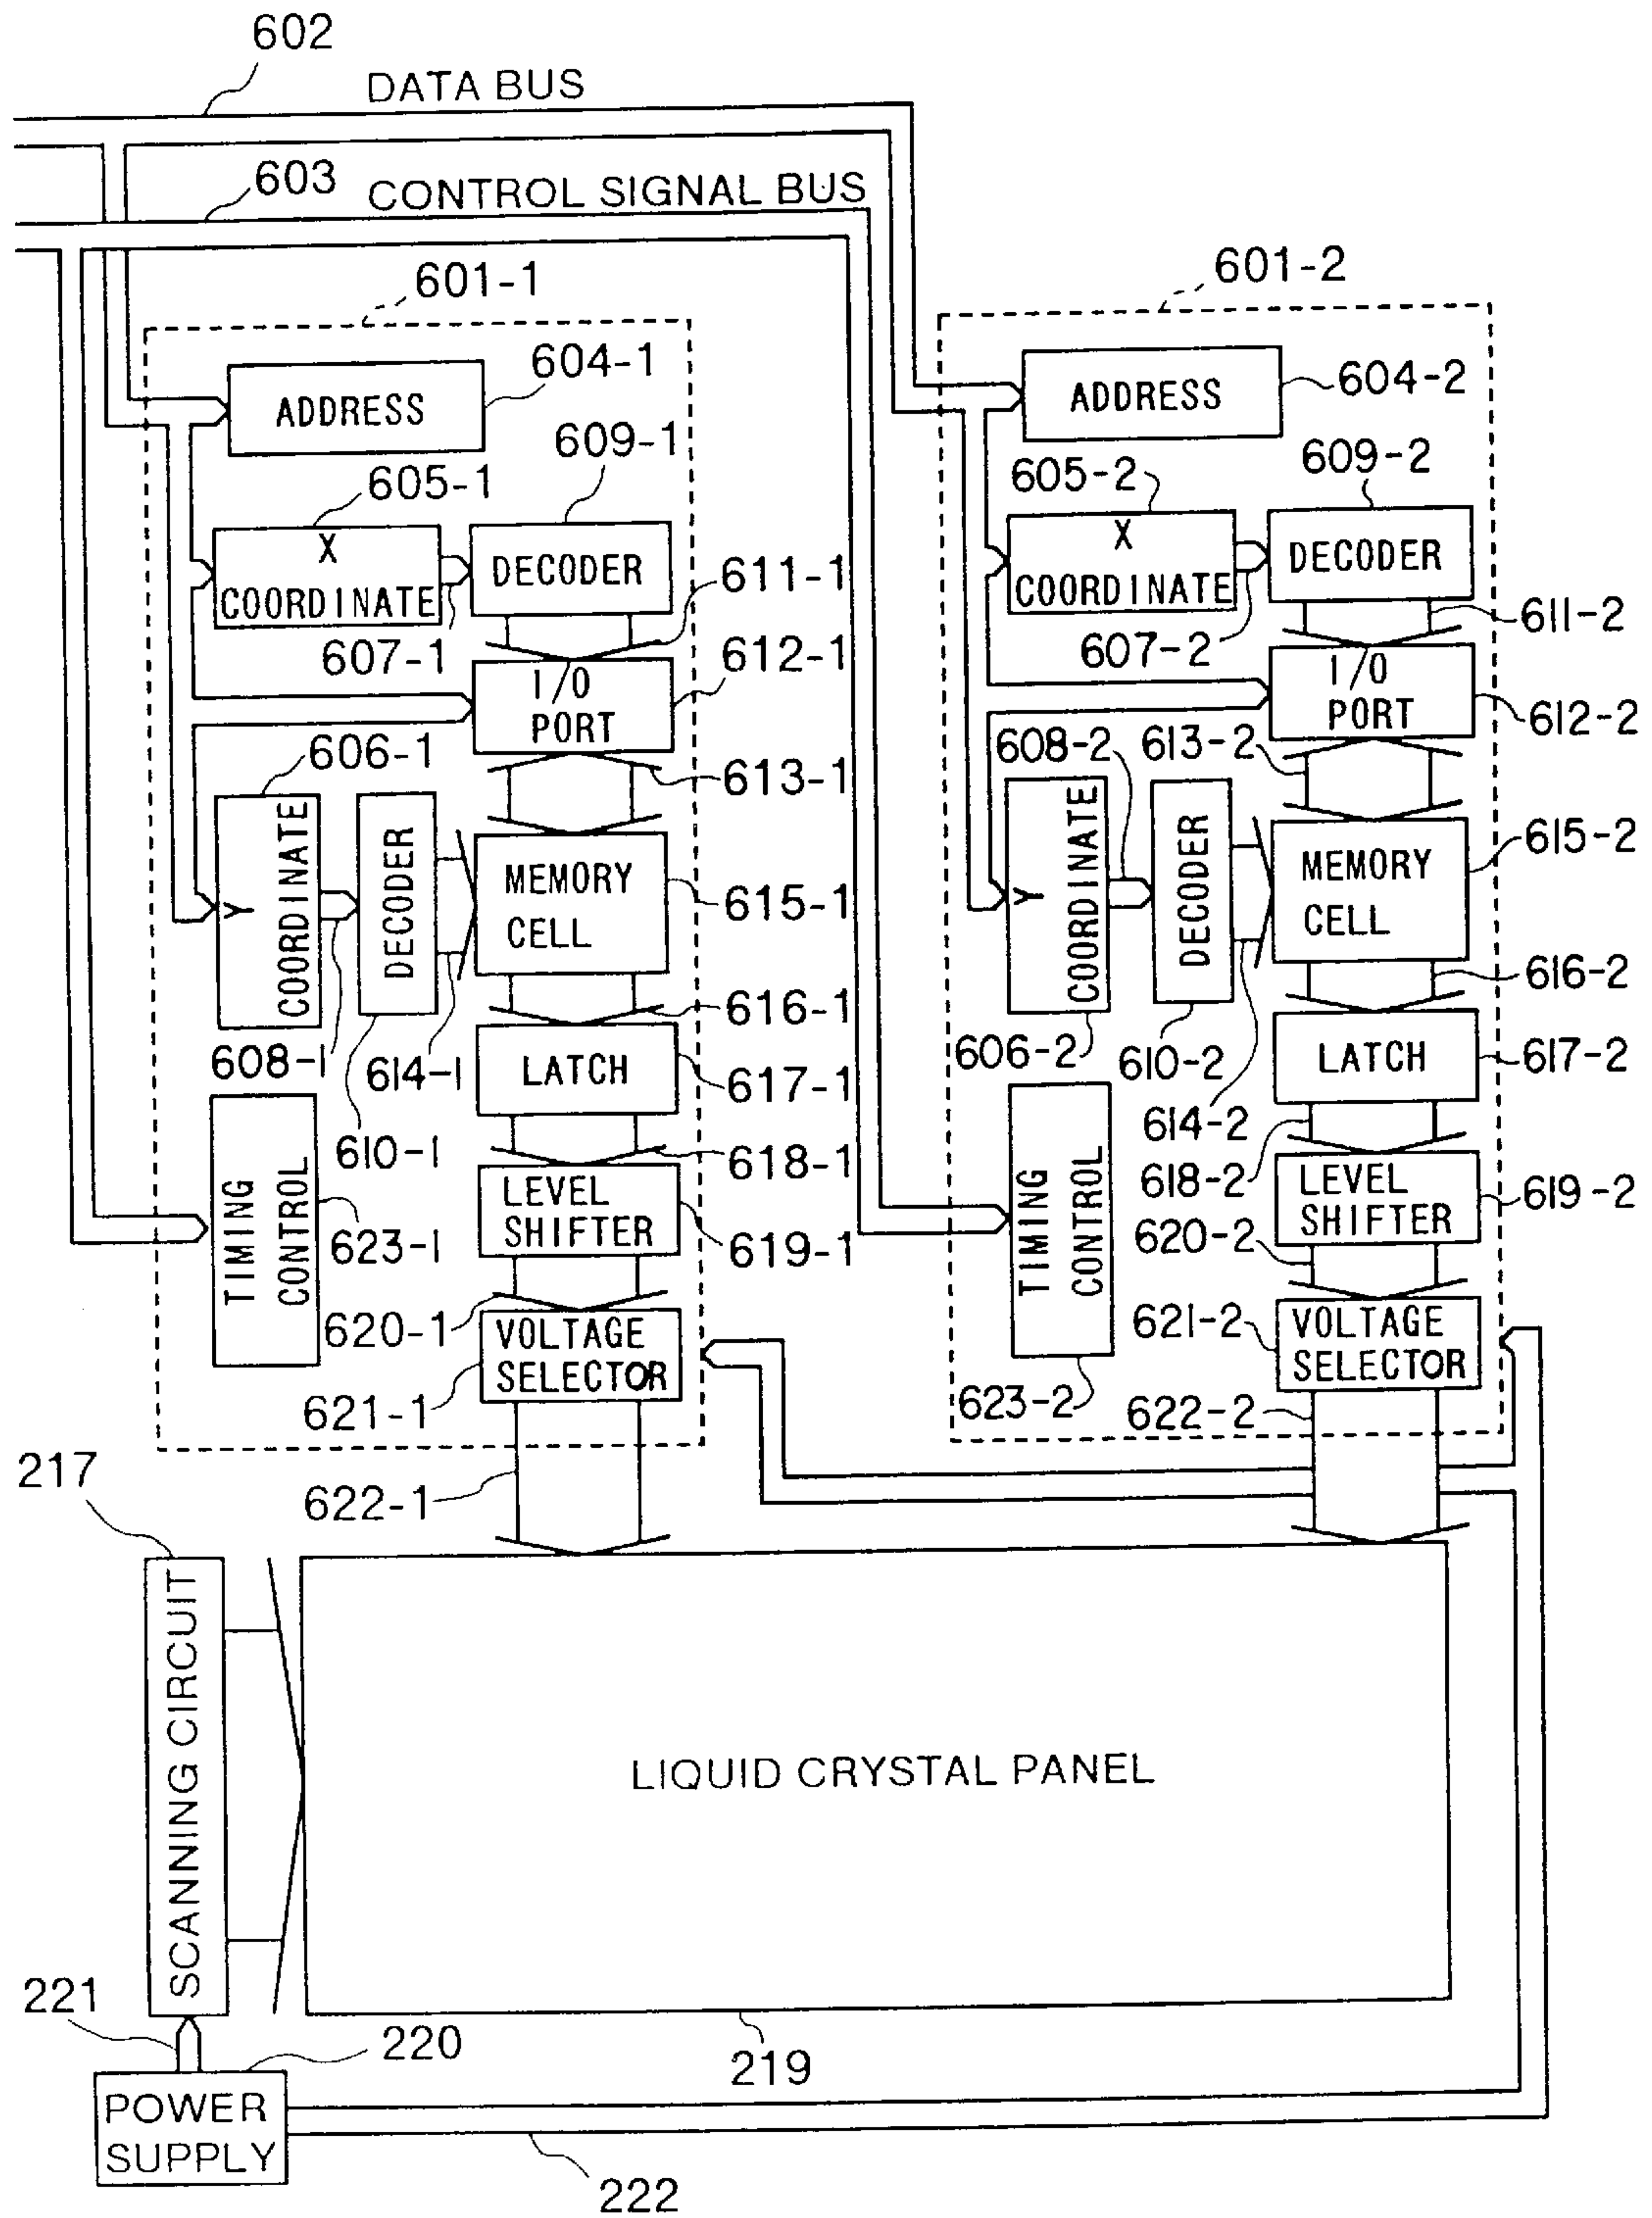 602
DATA BUS
603
CONTROL SIGNAL BUS
601-1
601-2
604-1
ADDRESS
604-2
ADDRESS
609-1
605-1
X
COORDINATE
DECODER
611-1
607-1
612-1
I/O
PORT
606-1
613-1
Y
COORDINATE
DECODER
MEMORY
CELL
615-1
616-1
608-1
614-1
LATCH
617-1
610-1
618-1
TIMING
CONTROL
623-1
LEVEL
SHIFTER
619-1
620-1
VOLTAGE
SELECTOR
621-1
622-1
605-2
609-2
X
COORDINATE
DECODER
611-2
607-2
I/O
PORT
612-2
608-2
613-2
Y
COORDINATE
DECODER
MEMORY
CELL
615-2
616-2
606-2
610-2
LATCH
617-2
614-2
618-2
TIMING
CONTROL
LEVEL
SHIFTER
619-2
620-2
621-2
VOLTAGE
SELECTOR
623-2
622-2
217
SCANNING CIRCUIT
LIQUID CRYSTAL PANEL
221
220
219
POWER
SUPPLY
222